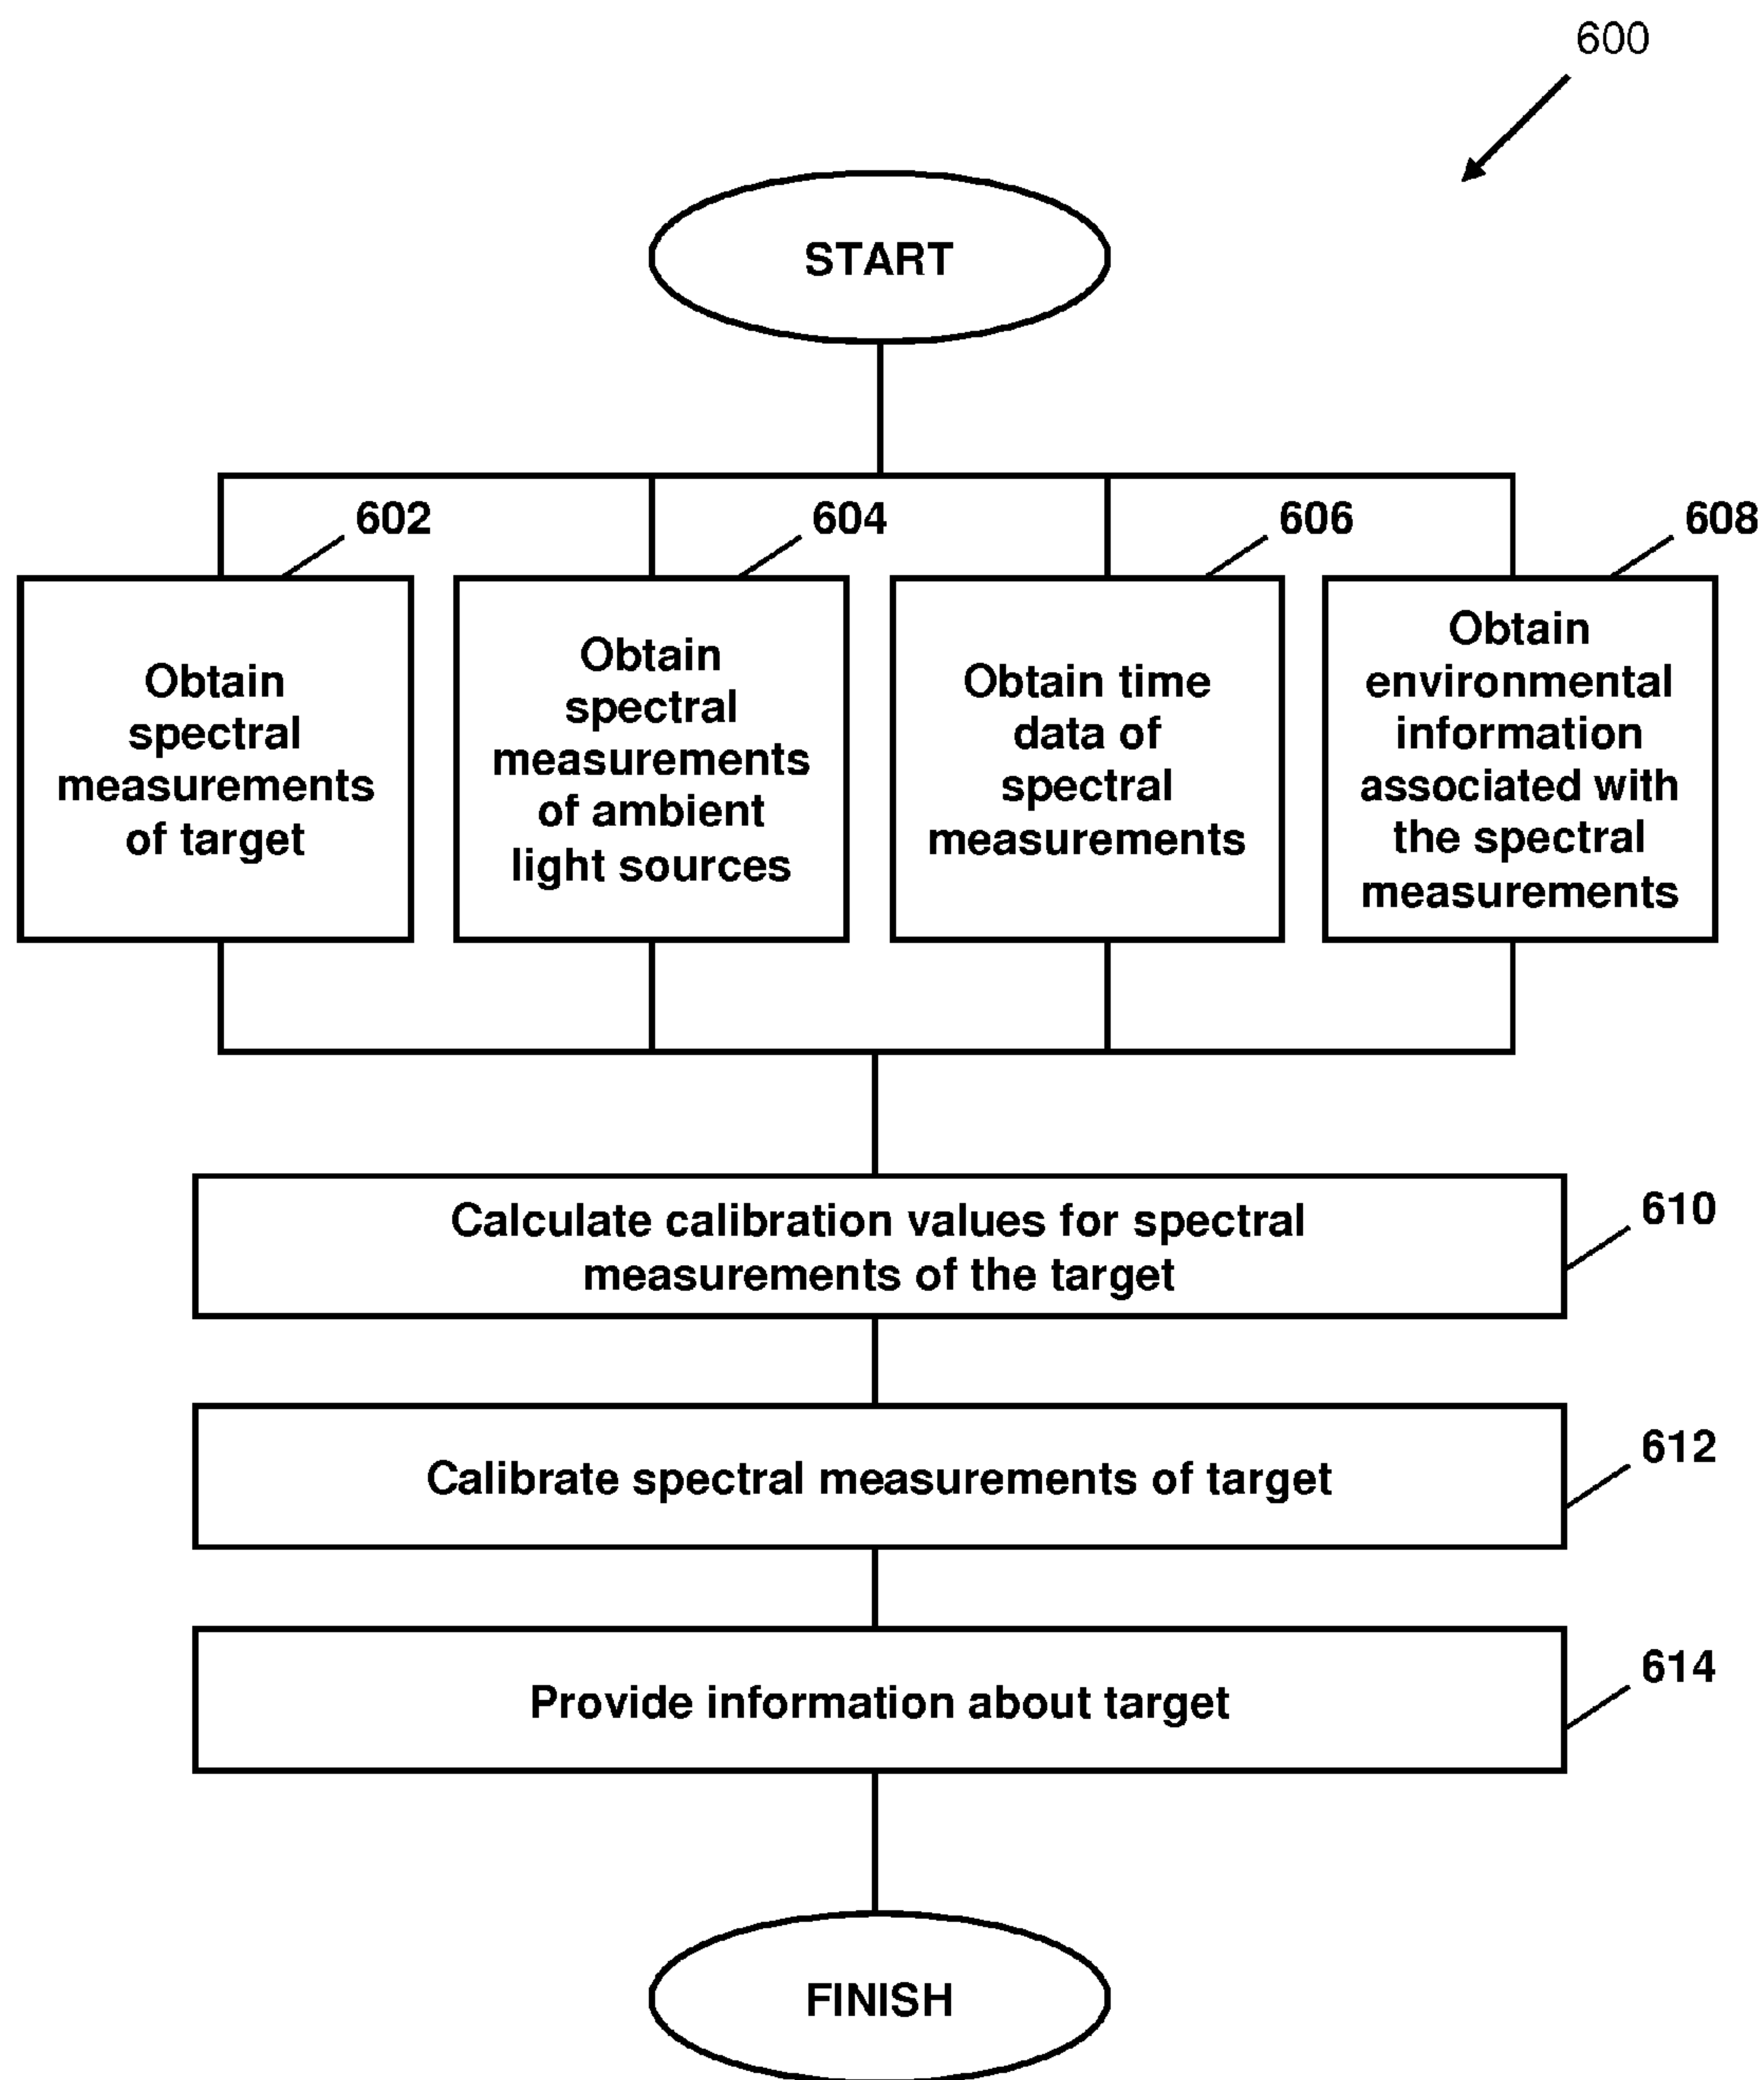 600
START
602
604
606
608
Obtain
spectral
measurements
of target
Obtain
spectral
measurements
of ambient
light sources
Obtain time
data of
spectral
measurements
Obtain
environmental
information
associated with
the spectral
measurements
Calculate calibration values for spectral
measurements of the target
610
Calibrate spectral measurements of target
612
Provide information about target
614
FINISH